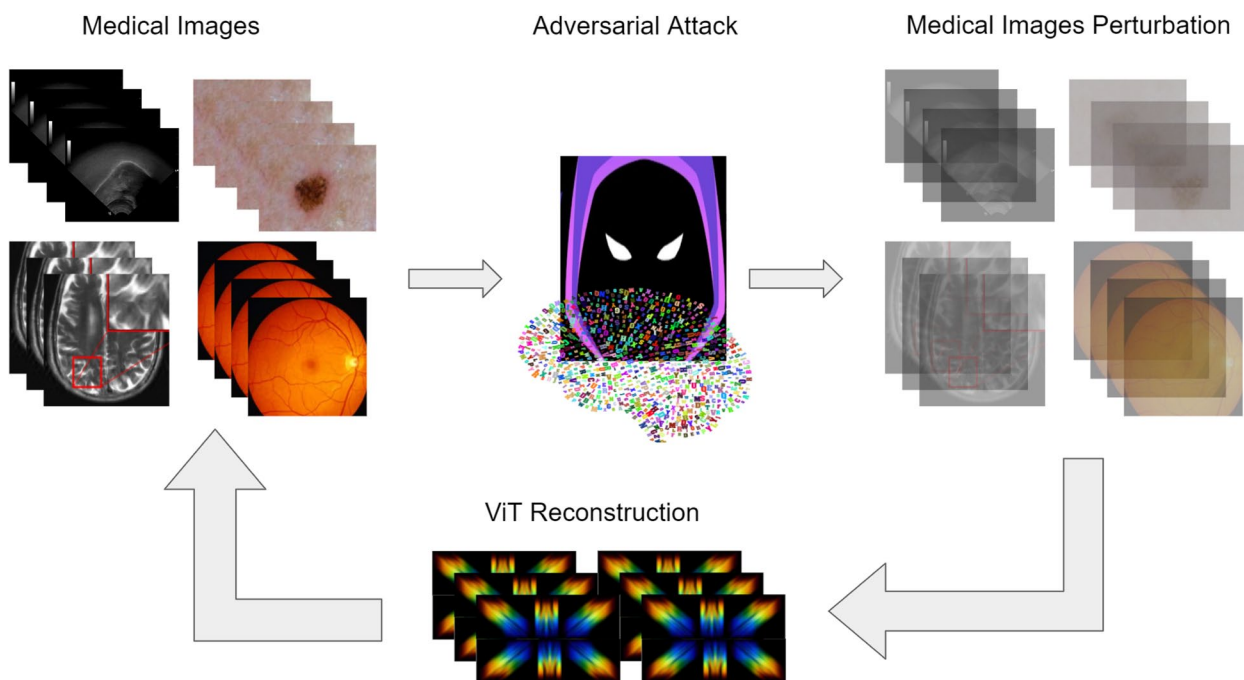 Medical Images
Adversarial Attack
Medical Images Perturbation
ViT Reconstruction